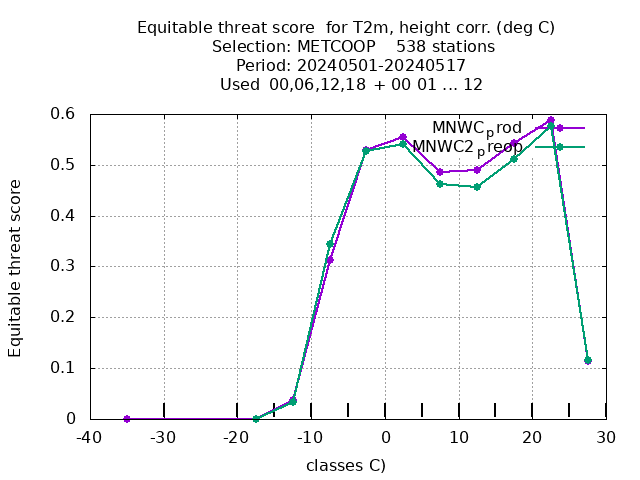 Equitable threat score  for T2m, height corr. (deg C)
Selection: METCOOP    538 stations
Period: 20240501-20240517
Used  00,06,12,18  + 00 01 ... 12
Equitable threat score
0.6
0.5
0.4
0.3
0.2
0.1
0
MNWCprod
MNWC2preop
-40 -30 -20 -10 0 10 20 30
classes C)